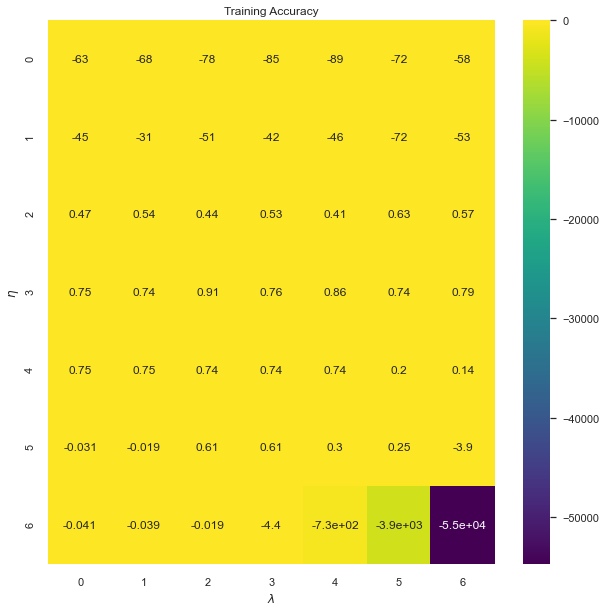 Training Accuracy
0 -63 -68 -78 -85 -89 -72 -58
1 -45 -31 -51 -42 -46 -72 -53
2 0.47 0.54 0.44 0.53 0.41 0.63 0.57
η 3 0.75 0.74 0.91 0.76 0.86 0.74 0.79
4 0.75 0.75 0.74 0.74 0.74 0.2 0.14
5 -0.031 -0.019 0.61 0.61 0.3 0.25 -3.9
6 -0.041 -0.039 -0.019 -4.4 -7.3e+02 -3.9e+03 -5.5e+04
0 1 2 3 4 5 6
λ
0
−10000
−20000
−30000
−40000
−50000